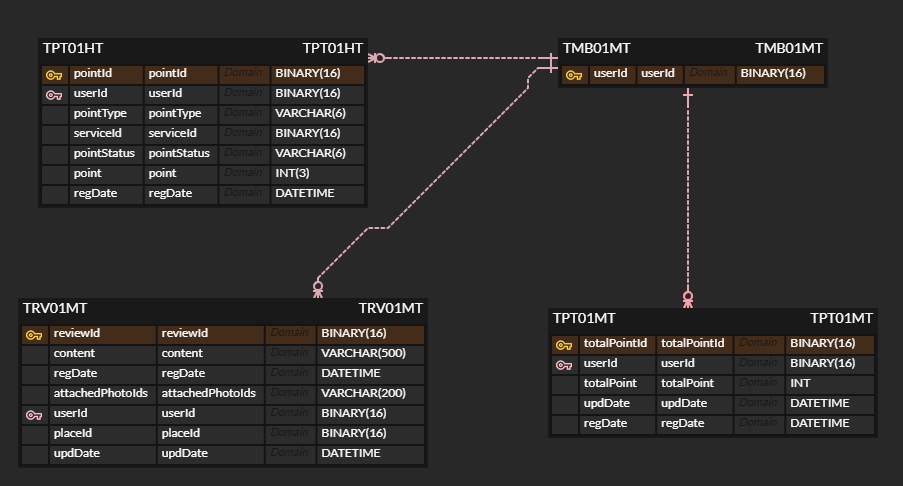 TPT01HT TPT01HT
pointId pointId Domain BINARY(16)
userId userId Domain BINARY(16)
pointType pointType Domain VARCHAR(6)
serviceId serviceId Domain BINARY(16)
pointStatus pointStatus Domain VARCHAR(6)
point point Domain INT(3)
regDate regDate Domain DATETIME
TMB01MT TMB01MT
userId userId Domain BINARY(16)
TRV01MT TRV01MT
reviewId reviewId Domain BINARY(16)
content content Domain VARCHAR(500)
regDate regDate Domain DATETIME
attachedPhotoIds attachedPhotoIds Domain VARCHAR(200)
userId userId Domain BINARY(16)
placeId placeId Domain BINARY(16)
updDate updDate Domain DATETIME
TPT01MT TPT01MT
totalPointId totalPointId Domain BINARY(16)
userId userId Domain BINARY(16)
totalPoint totalPoint Domain INT
updDate updDate Domain DATETIME
regDate regDate Domain DATETIME